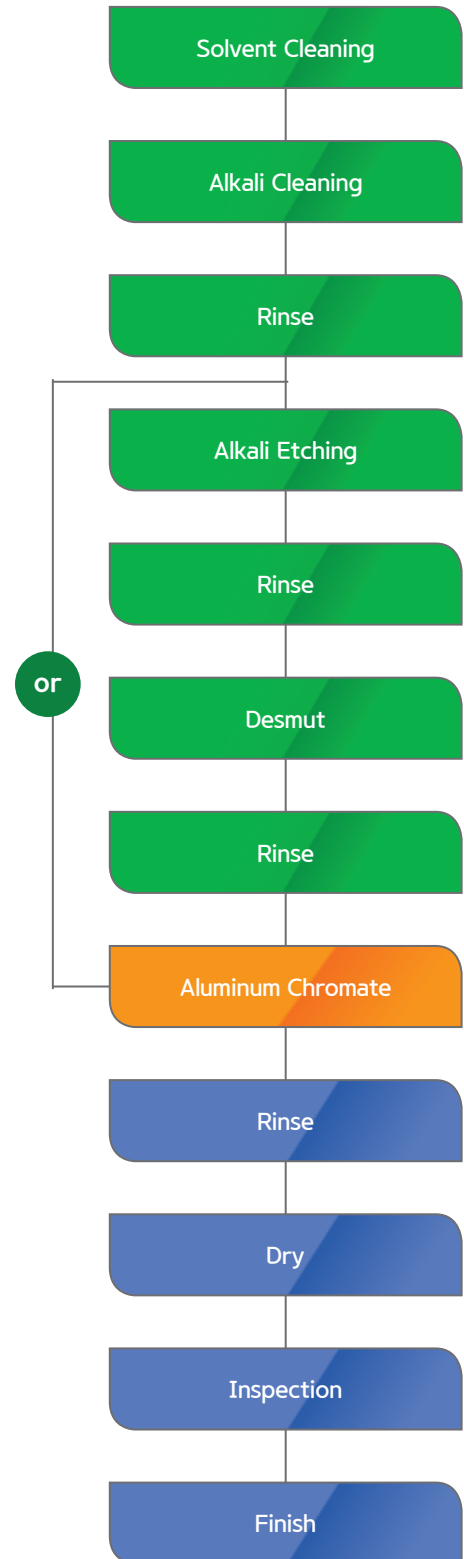 Solvent Cleaning
Alkali Cleaning
Rinse
Alkali Etching
Rinse
or
Desmut
Rinse
Aluminum Chromate
Rinse
Dry
Inspection
Finish